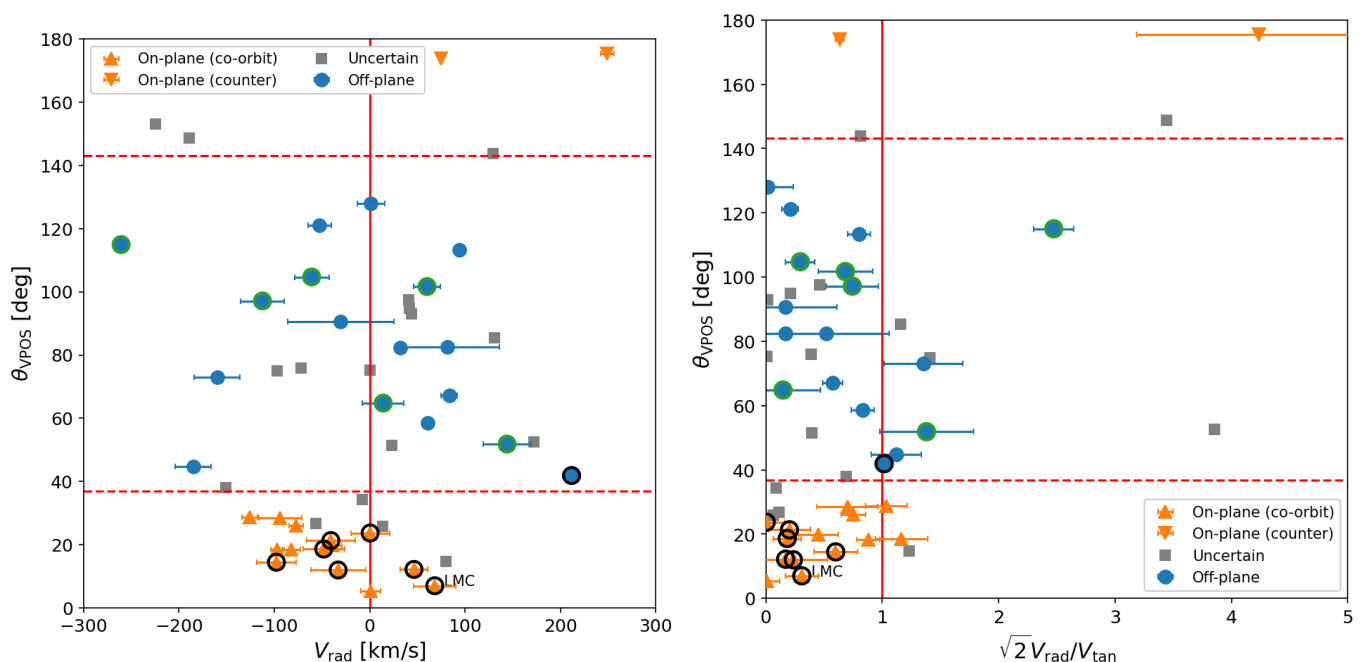 On-plane (co-orbit)
On-plane (counter)
Uncertain
Off-plane
180
160
140
120
100
80
60
40
20
0
θVPOS [deg]
LMC
−300
−200
−100
0
100
200
300
Vrad [km/s]
180
160
140
120
100
80
60
40
20
0
θVPOS [deg]
LMC
On-plane (co-orbit)
On-plane (counter)
Uncertain
Off-plane
0
1
2
3
4
5
√2Vrad/Vtan